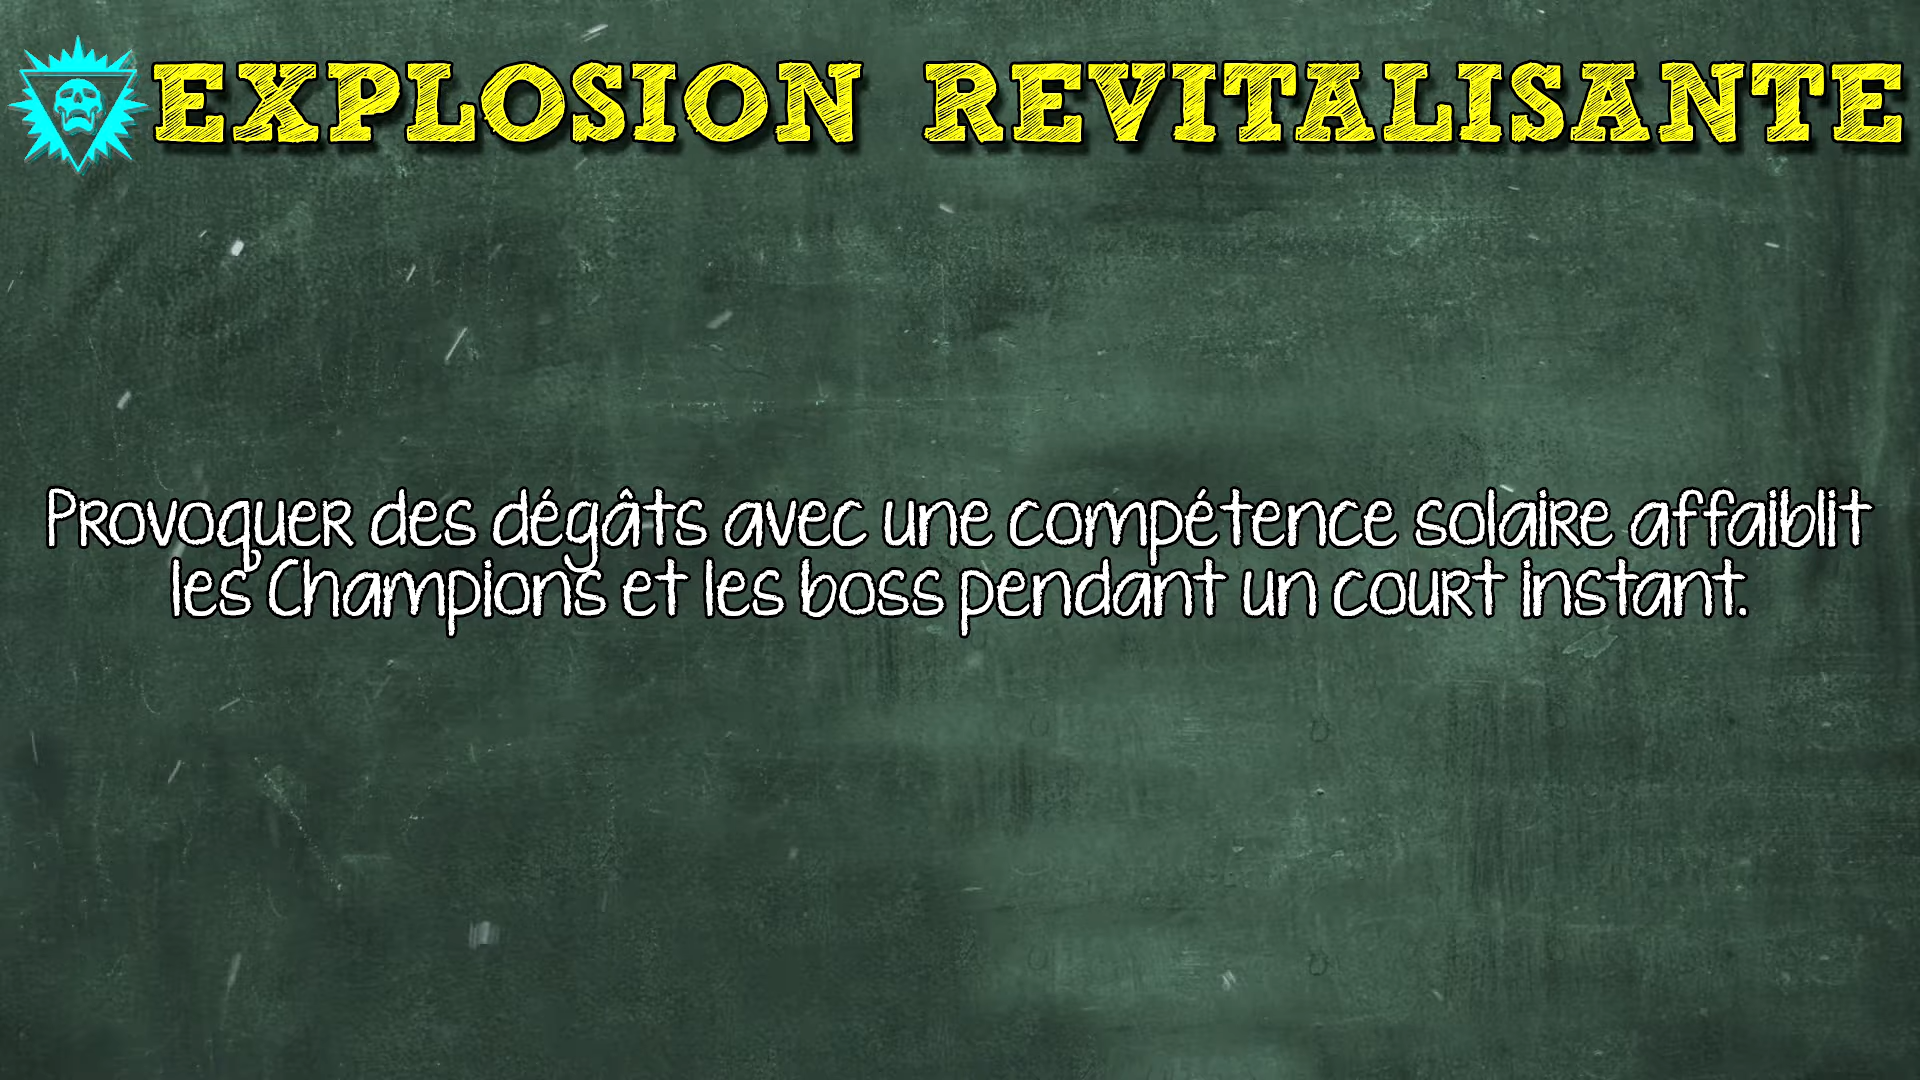 EXPLOSION REVITALISANTE
Provoquer des dégâts avec une compétence solaire affaiblit
les Champions et les boss pendant un court instant.